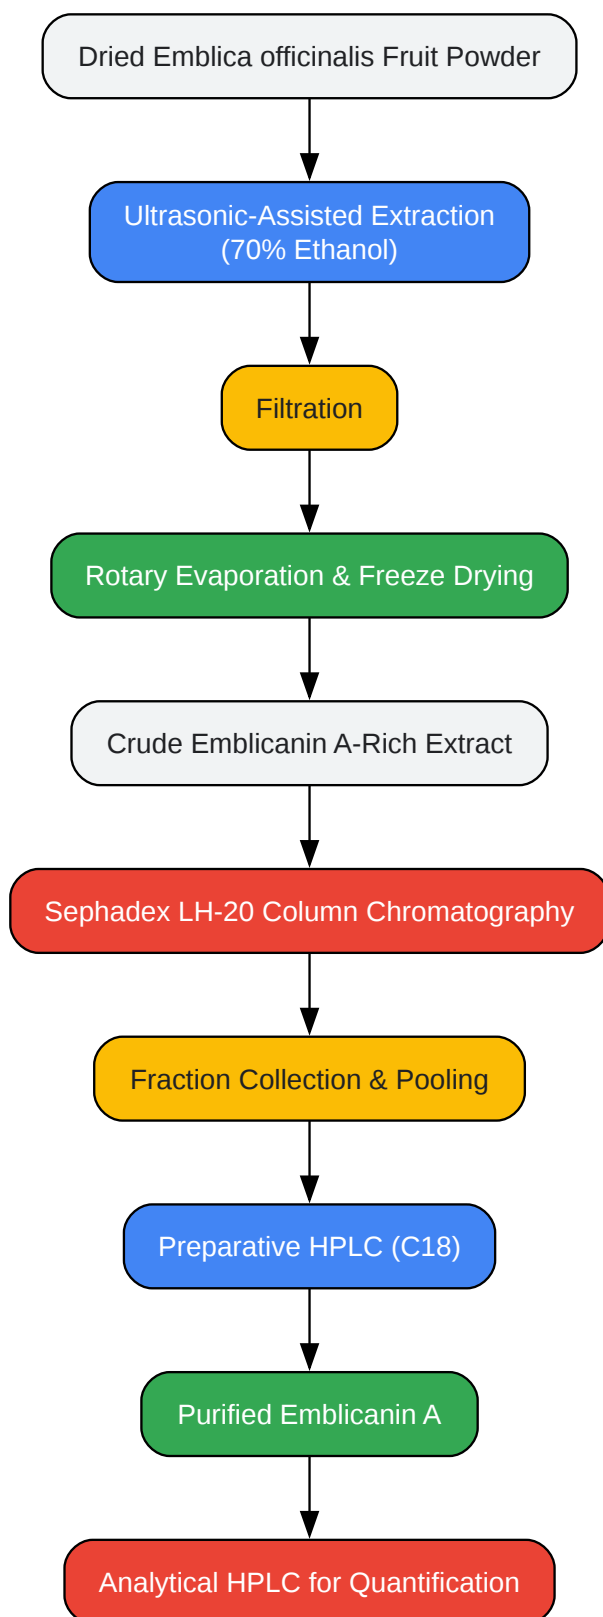 Dried Emblica officinalis Fruit Powder
Ultrasonic-Assisted Extraction
(70% Ethanol)
Filtration
Rotary Evaporation & Freeze Drying
Crude Emblicanin A-Rich Extract
Sephadex LH-20 Column Chromatography
Fraction Collection & Pooling
Preparative HPLC (C18)
Purified Emblicanin A
Analytical HPLC for Quantification